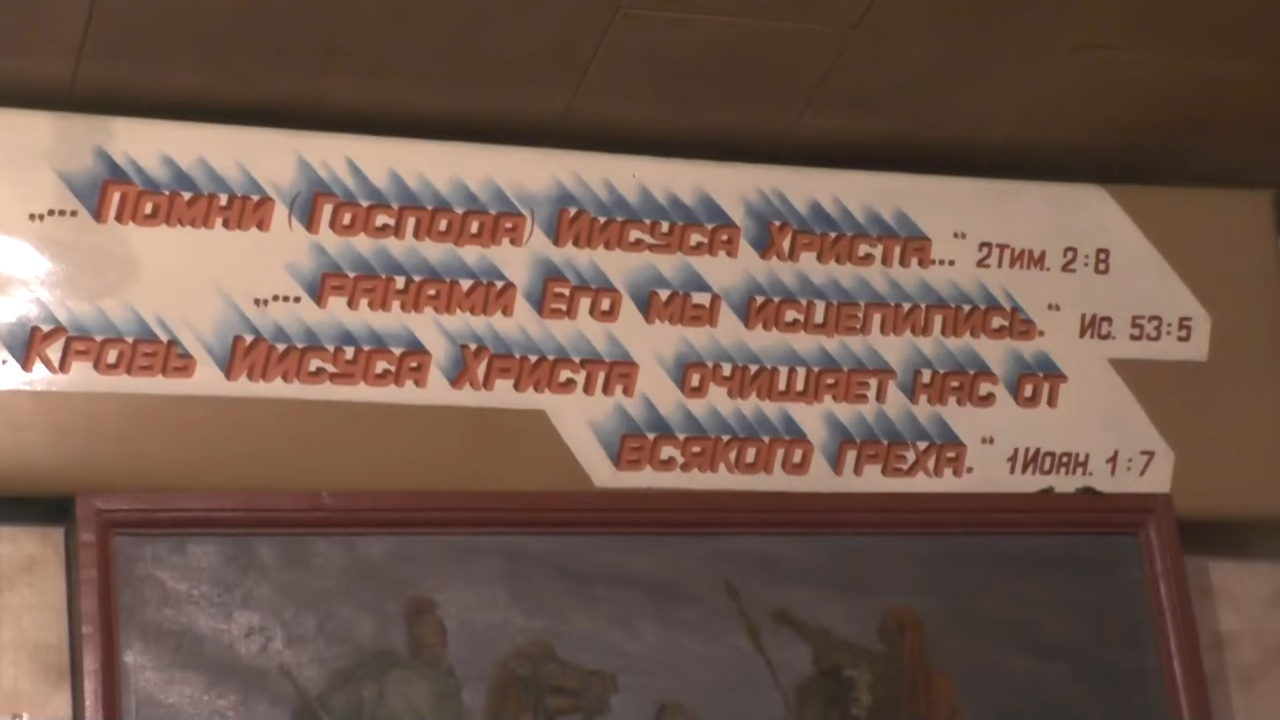 „... Помни (Господа) Иисуса Христа...“ 2Тим. 2:8
„... ранами Его мы исцелились.“ Ис. 53:5
Кровь Иисуса Христа очищает нас от
всякого греха.“ 1Иоан. 1:7